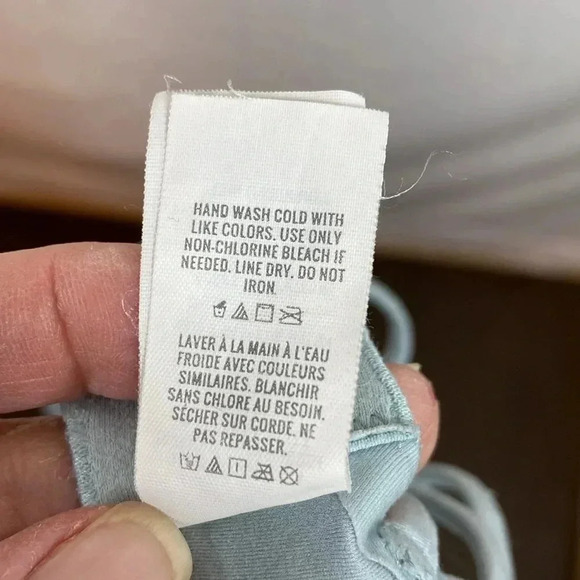 HAND WASH COLD WITH
LIKE COLORS. USE ONLY
NON-CHLORINE BLEACH IF
NEEDED. LINE DRY. DO NOT
IRON.
LAVER À LA MAIN À L'EAU
FROIDE AVEC COULEURS
SIMILAIRES. BLANCHIR
SANS CHLORE AU BESOIN.
SÉCHER SUR CORDE. NE
PAS REPASSER.